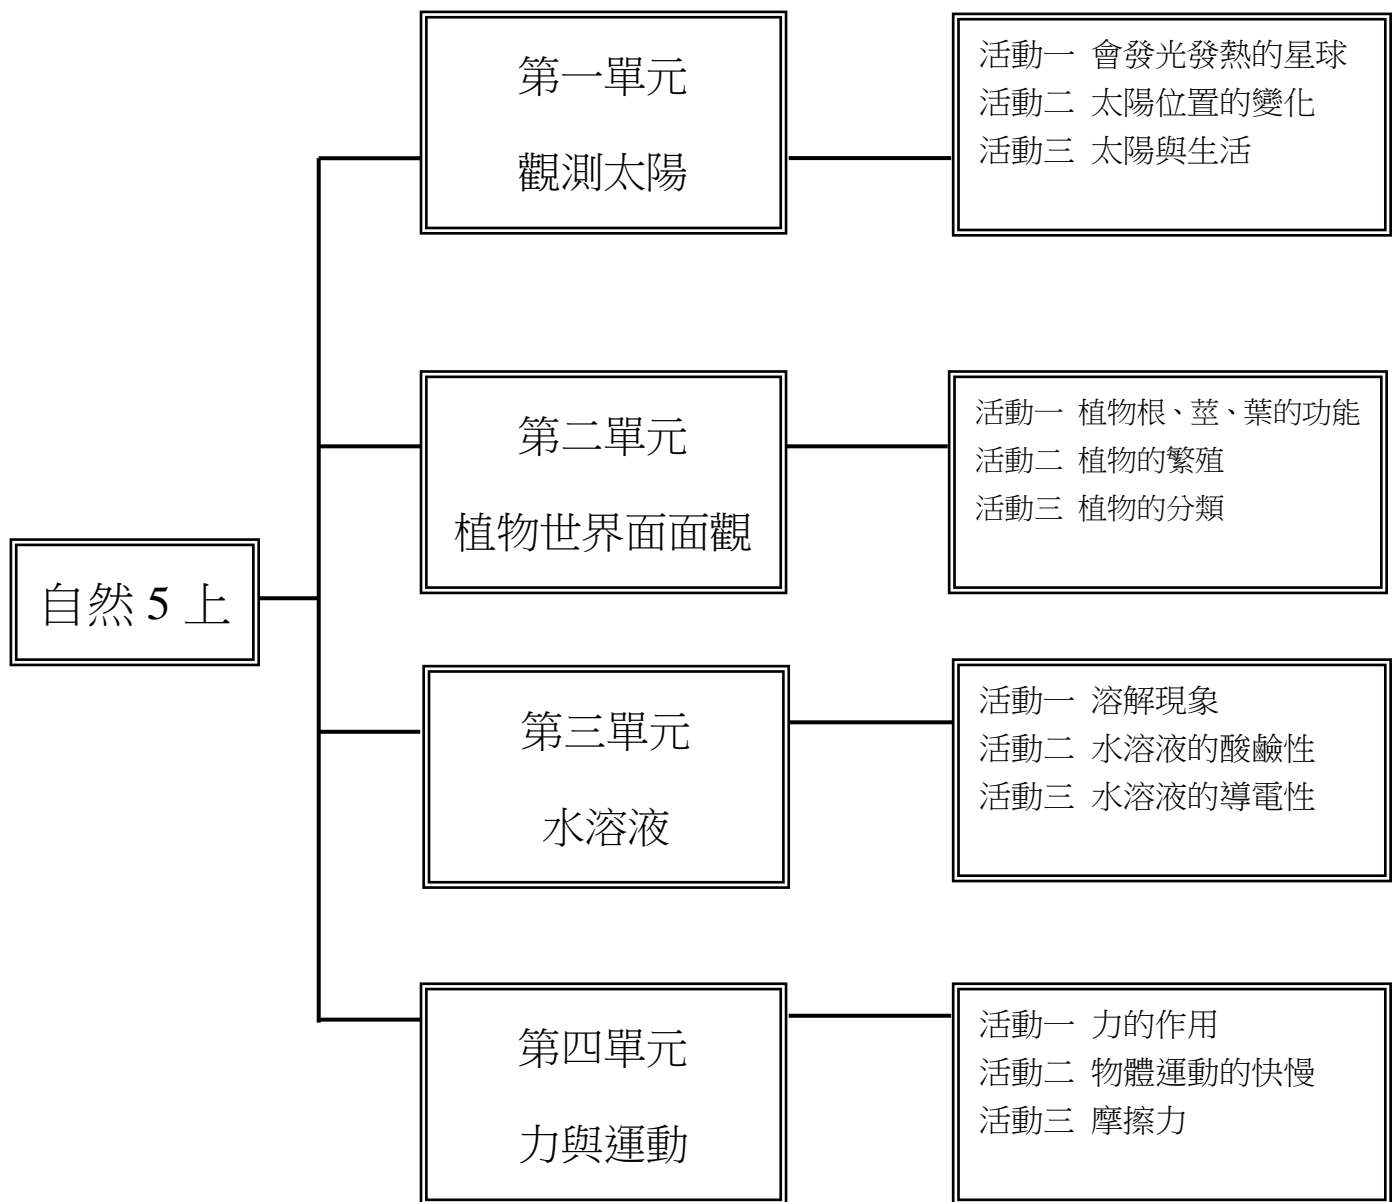 自然 5 上
第一單元
觀測太陽
活動一 會發光發熱的星球
活動二 太陽位置的變化
活動三 太陽與生活
第二單元
植物世界面面觀
活動一 植物根、莖、葉的功能
活動二 植物的繁殖
活動三 植物的分類
第三單元
水溶液
活動一 溶解現象
活動二 水溶液的酸鹼性
活動三 水溶液的導電性
第四單元
力與運動
活動一 力的作用
活動二 物體運動的快慢
活動三 摩擦力